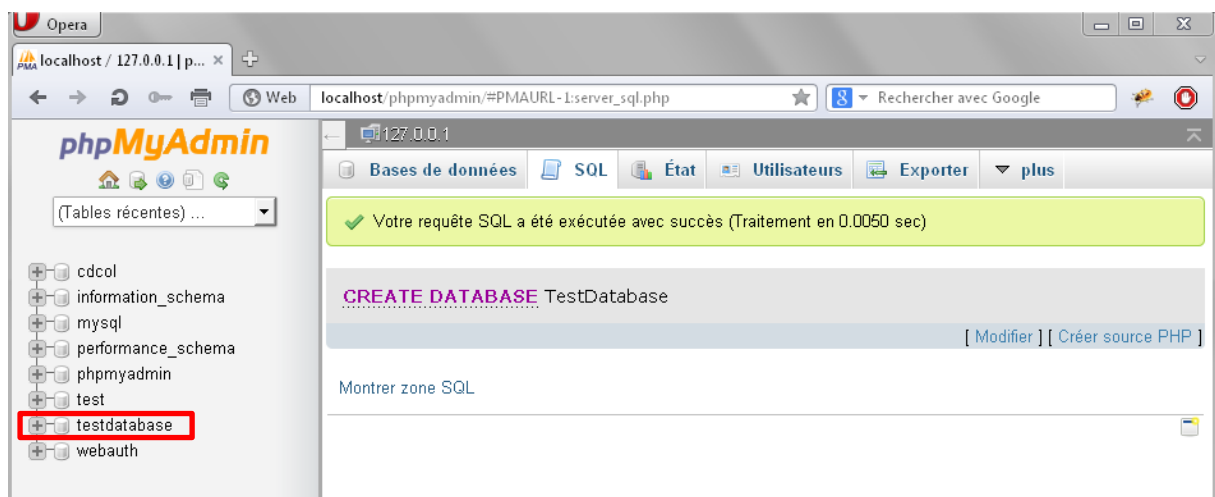 Opera
PMA localhost / 127.0.0.1 | p... ×
Web localhost/phpmyadmin/#PMAURL-1:server_sql.php 8 Rechercher avec Google
phpMyAdmin
127.0.0.1
Bases de données SQL État Utilisateurs Exporter plus
(Tables récentes) ...
Votre requête SQL a été exécutée avec succès (Traitement en 0.0050 sec)
cdcol
information_schema
mysql
performance_schema
phpmyadmin
test
testdatabase
webauth
CREATE DATABASE TestDatabase
[ Modifier ] [ Créer source PHP ]
Montrer zone SQL